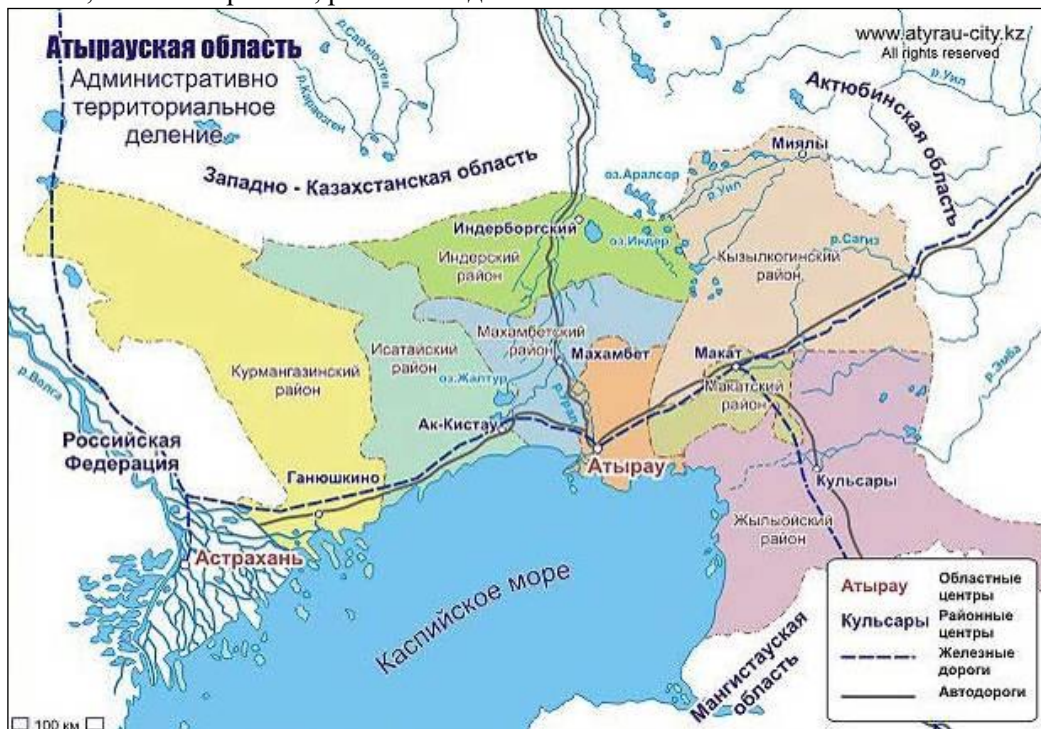 Атырауская область
Административно
территориальное
деление
www.atyrau-city.kz
All rights reserved
р.Сарыозген
р.Караозген
р.Уил
Актюбинская область
Миялы
Западно - Казахстанская область
оз.Аралсор
р.Уил
Индерборгский
оз.Индер
р.Сагиз
Индерский
район
Кызылкогинский
район
Махамбетский
район
Махамбет
Макат
Исатайский
район
р.Эмба
Курмангазинский
район
оз.Жалтур
р.Урал
Макатский
район
р.Волга
Ак-Кистау
Российская
Федерация
Атырау
Ганюшкино
Кульсары
Жылыойский
район
Астрахань
Каспийское море
Мангистауская
область
Атырау
Областные
центры
Кульсары
Районные
центры
Железные
дороги
Автодороги
100 км